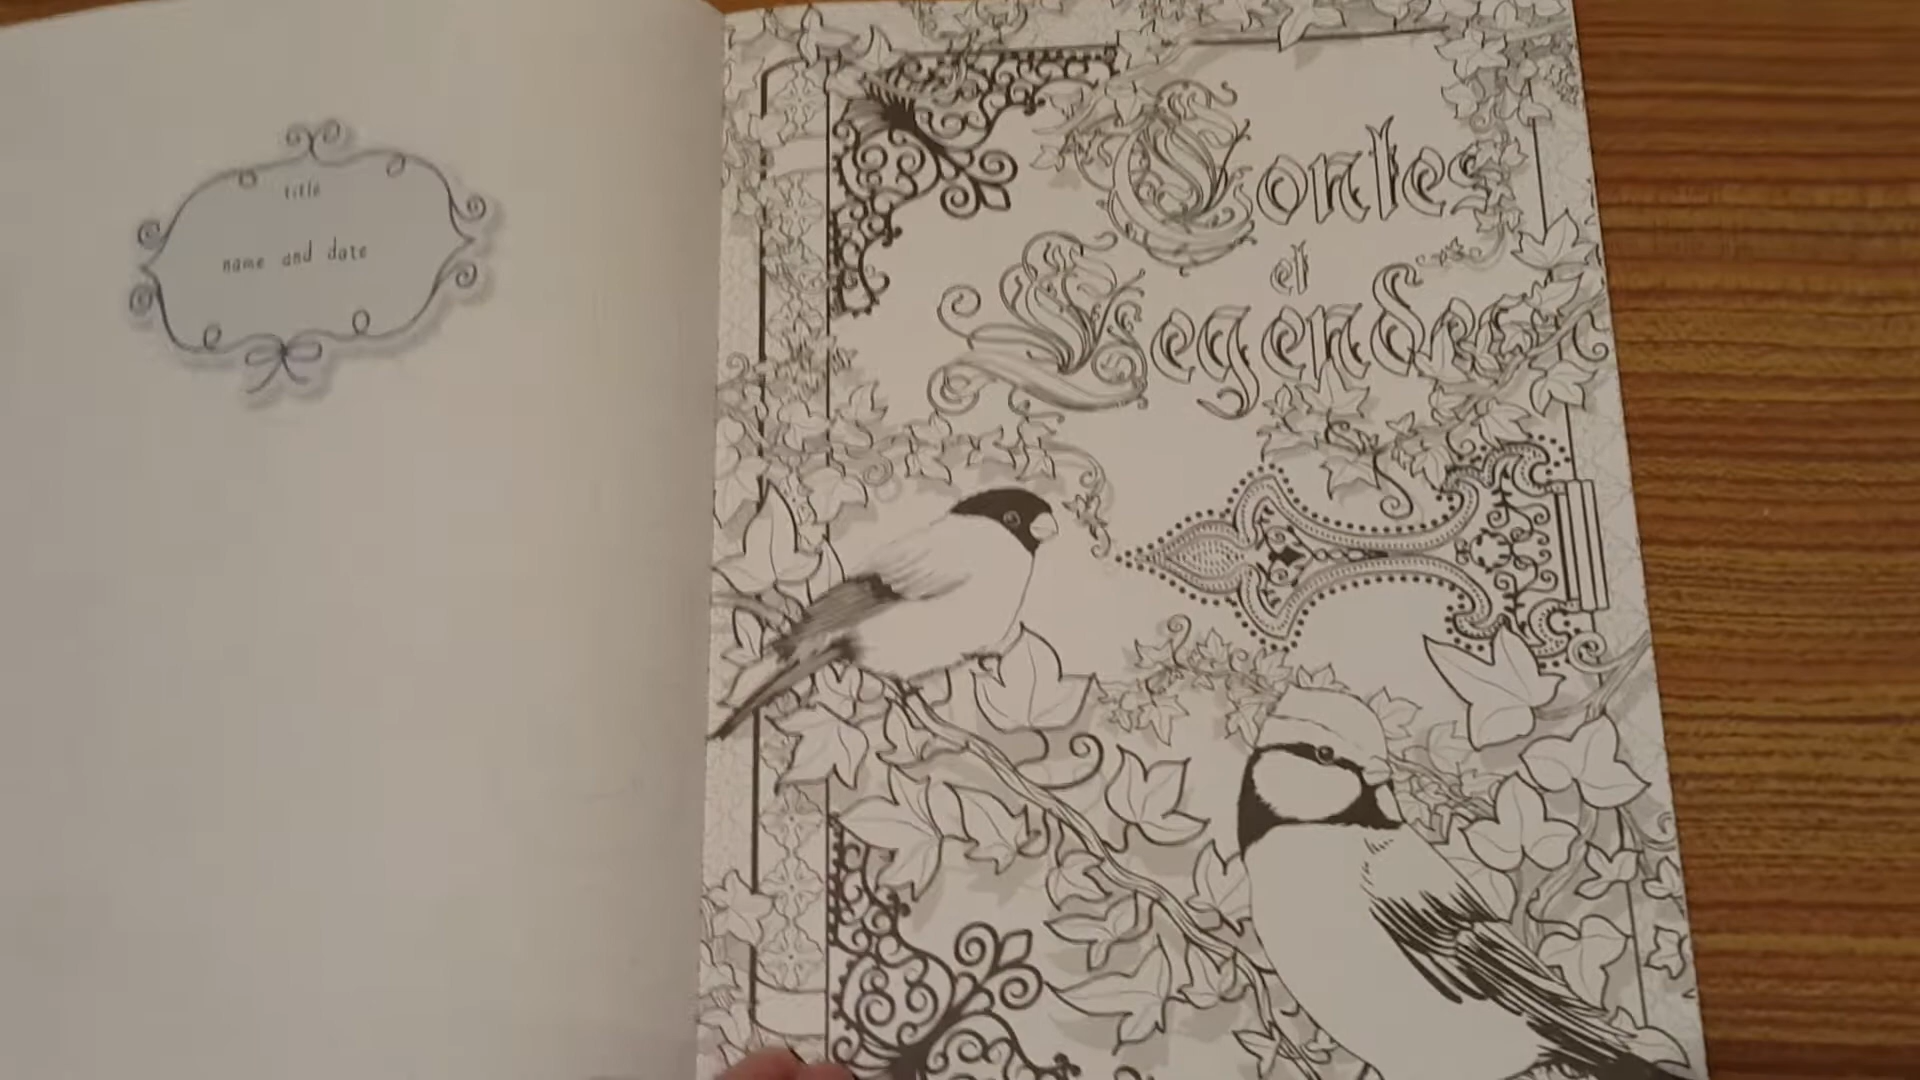 title
name and date
Contes
et
Legendes